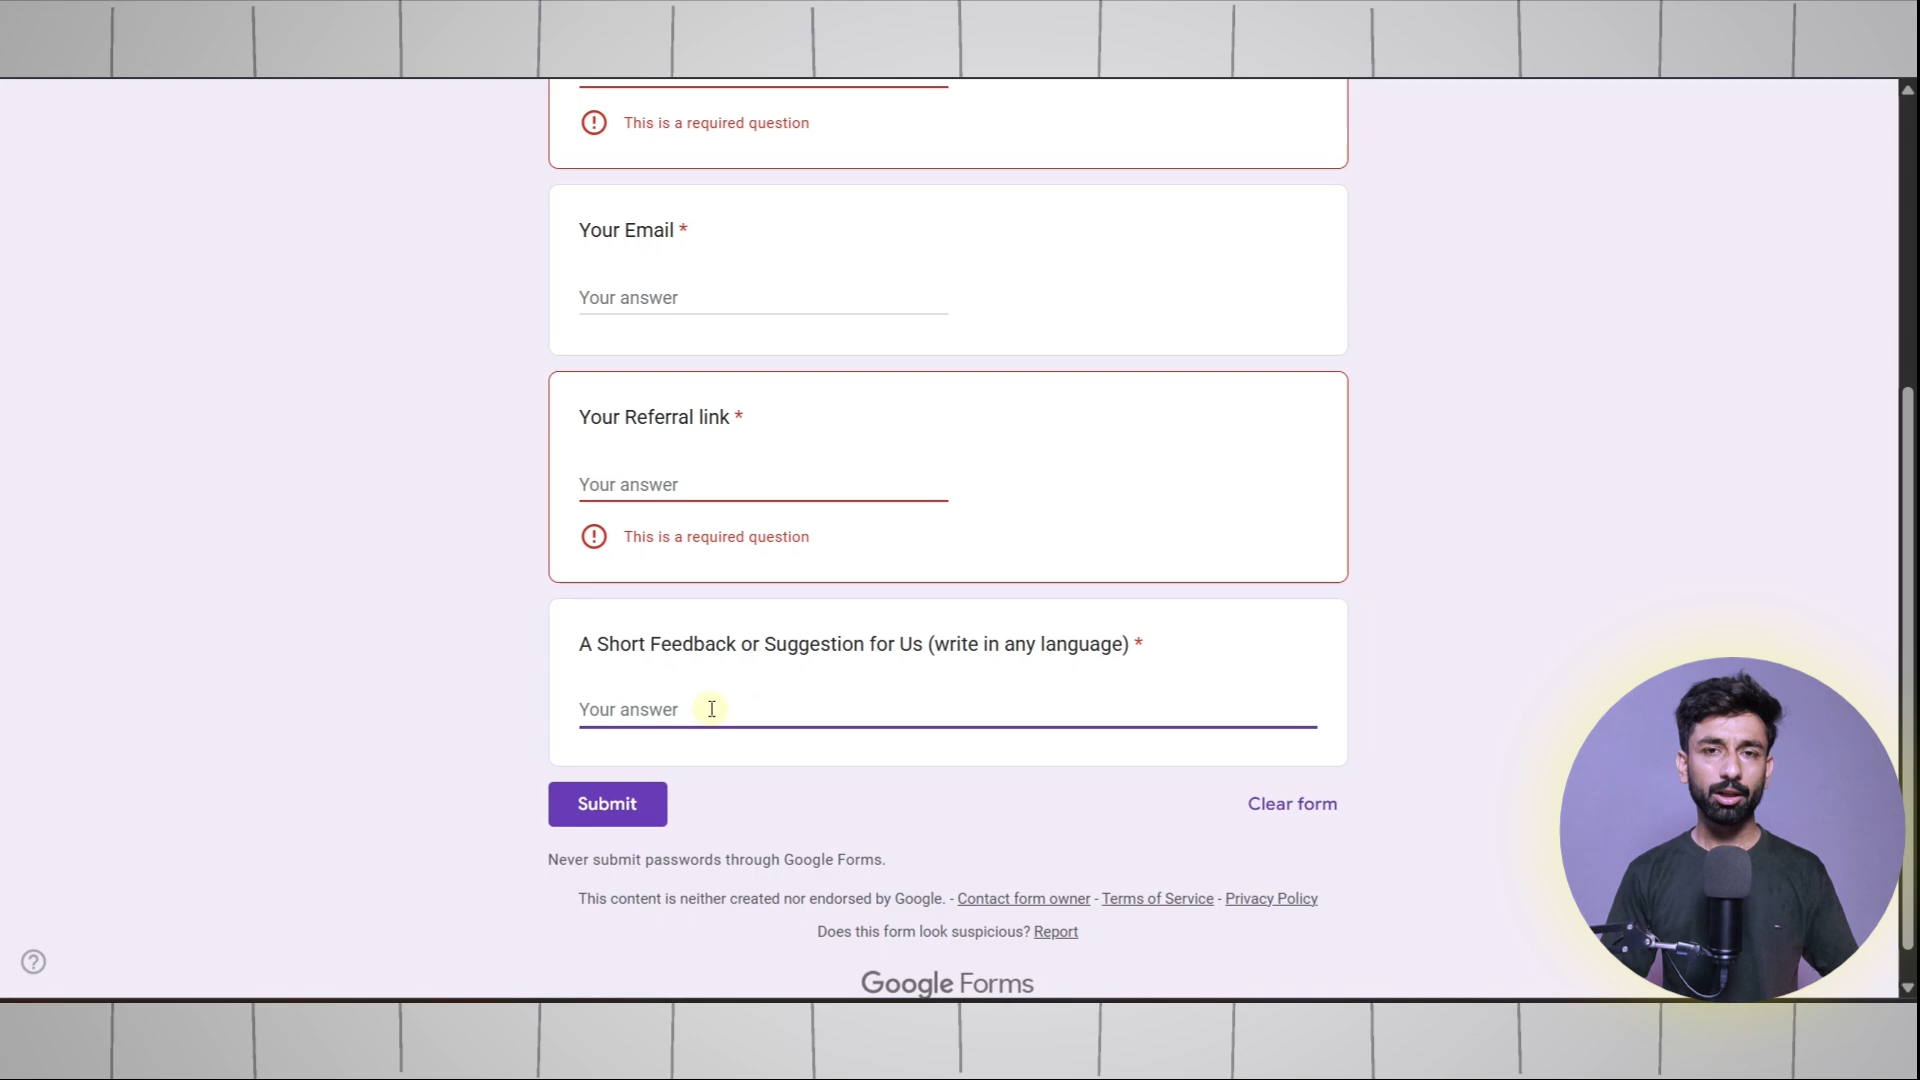 This is a required question
Your Email *
Your answer
Your Referral link *
Your answer
This is a required question
A Short Feedback or Suggestion for Us (write in any language) *
Your answer
Submit
Clear form
Never submit passwords through Google Forms.
This content is neither created nor endorsed by Google. - Contact form owner - Terms of Service - Privacy Policy
Does this form look suspicious? Report
Google Forms